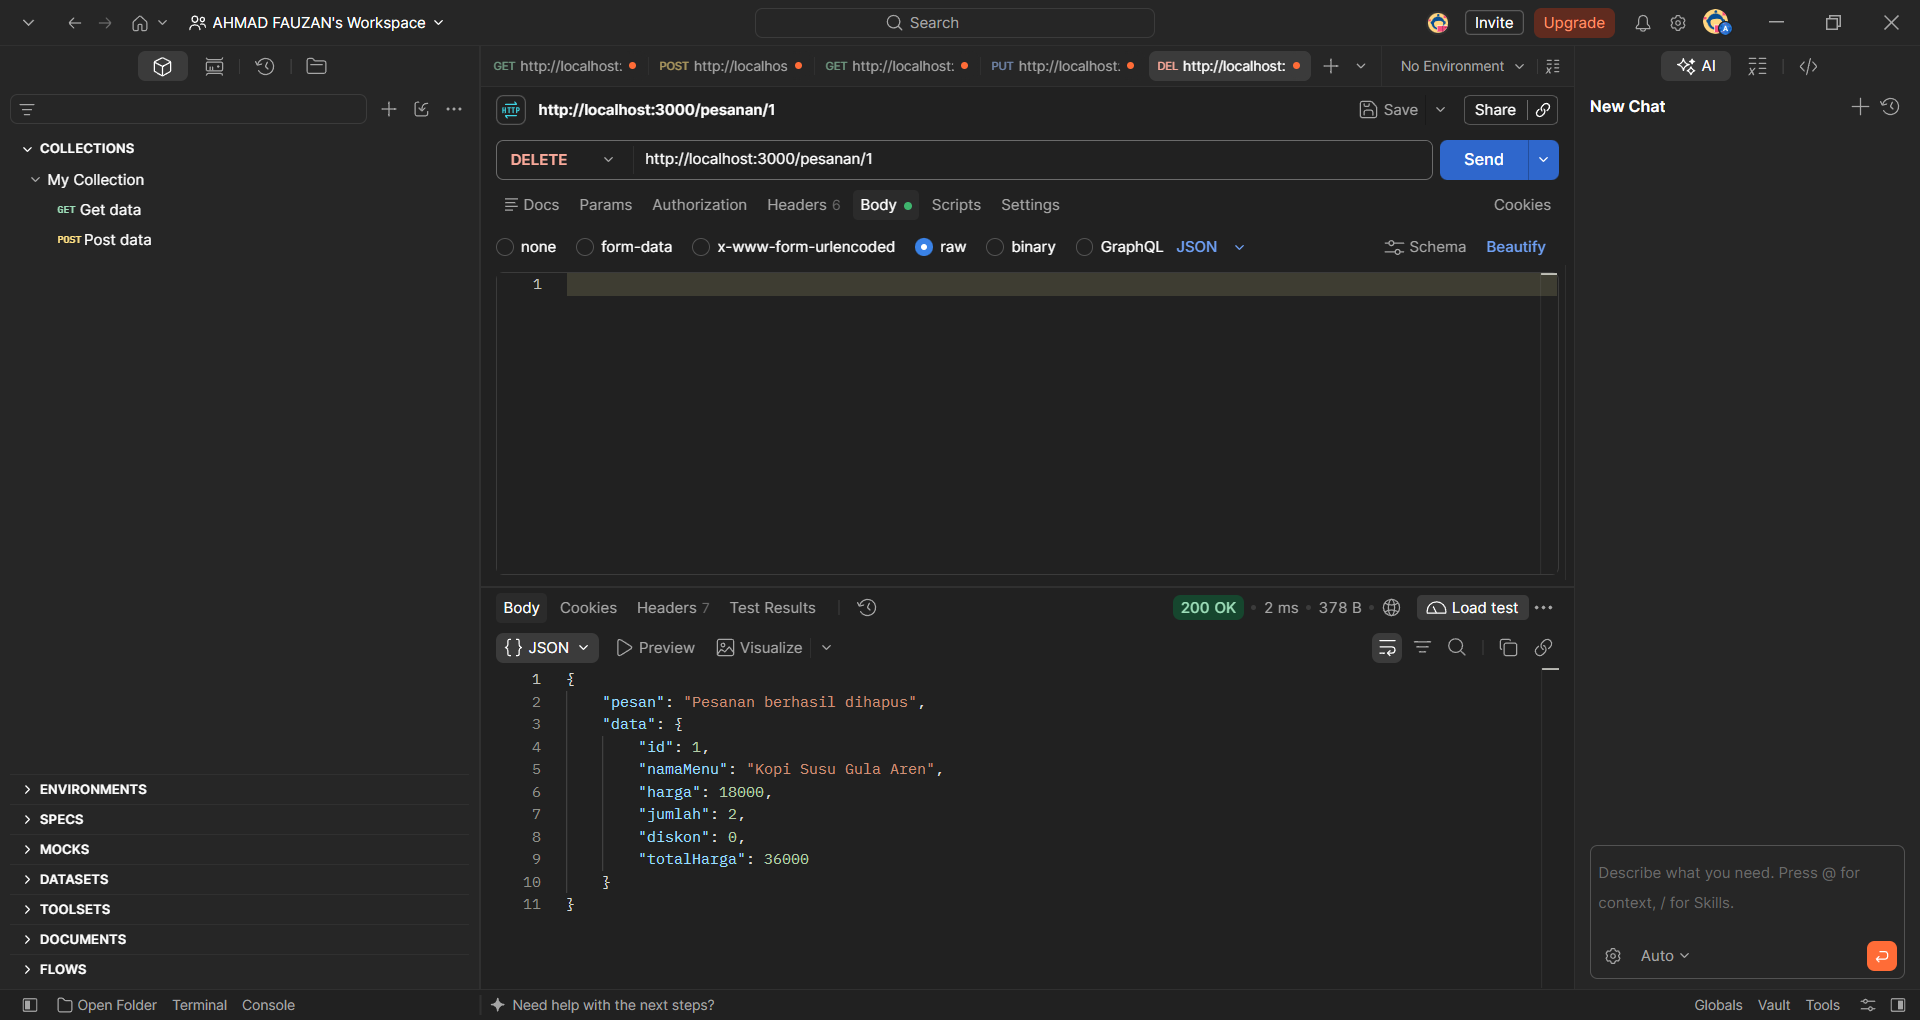 AHMAD FAUZAN's Workspace
Search
Invite
Upgrade
GET http://localhost:
POST http://localhos
GET http://localhost:
PUT http://localhost:
DEL http://localhost:
No Environment
AI
HTTP http://localhost:3000/pesanan/1
Save
Share
New Chat
COLLECTIONS
My Collection
GET Get data
POST Post data
DELETE
http://localhost:3000/pesanan/1
Send
Docs
Params
Authorization
Headers 6
Body
Scripts
Settings
Cookies
none
form-data
x-www-form-urlencoded
raw
binary
GraphQL
JSON
Schema
Beautify
1
Body
Cookies
Headers 7
Test Results
200 OK
2 ms
378 B
Load test
{} JSON
Preview
Visualize
1 {
2 "pesan": "Pesanan berhasil dihapus",
3 "data": {
4 "id": 1,
5 "namaMenu": "Kopi Susu Gula Aren",
6 "harga": 18000,
7 "jumlah": 2,
8 "diskon": 0,
9 "totalHarga": 36000
10 }
11 }
ENVIRONMENTS
SPECS
MOCKS
DATASETS
TOOLSETS
DOCUMENTS
FLOWS
Describe what you need. Press @ for
context, / for Skills.
Auto
Open Folder
Terminal
Console
Need help with the next steps?
Globals
Vault
Tools